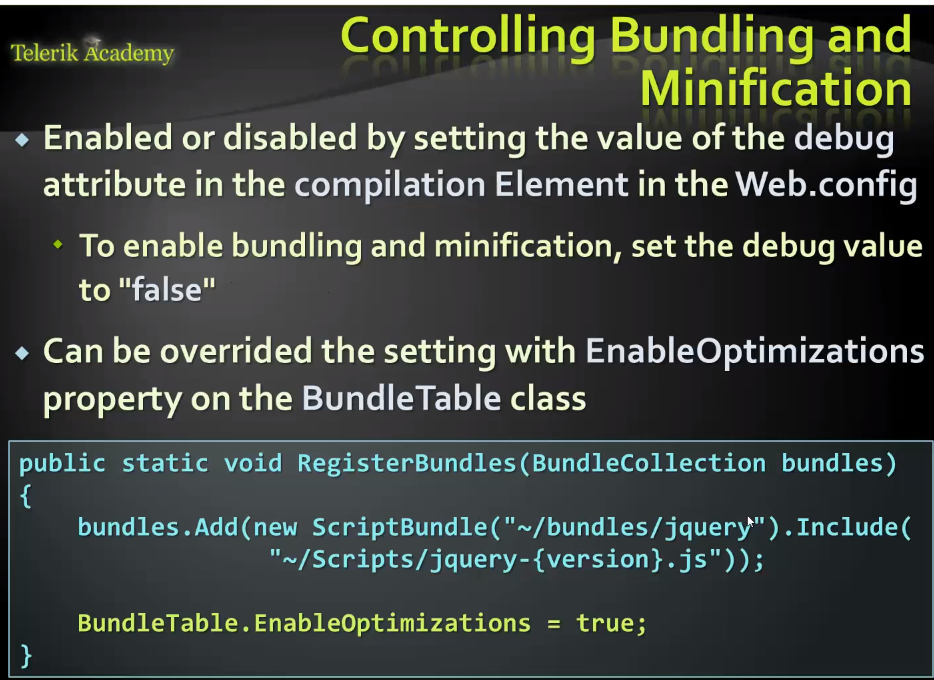 Telerik Academy
Controlling Bundling and
Minification
Enabled or disabled by setting the value of the debug
attribute in the compilation Element in the Web.config
To enable bundling and minification, set the debug value
to "false"
Can be overrided the setting with EnableOptimizations
property on the BundleTable class
public static void RegisterBundles(BundleCollection bundles)
{
bundles.Add(new ScriptBundle("~/bundles/jquery").Include(
"~/Scripts/jquery-{version}.js"));
BundleTable.EnableOptimizations = true;
}